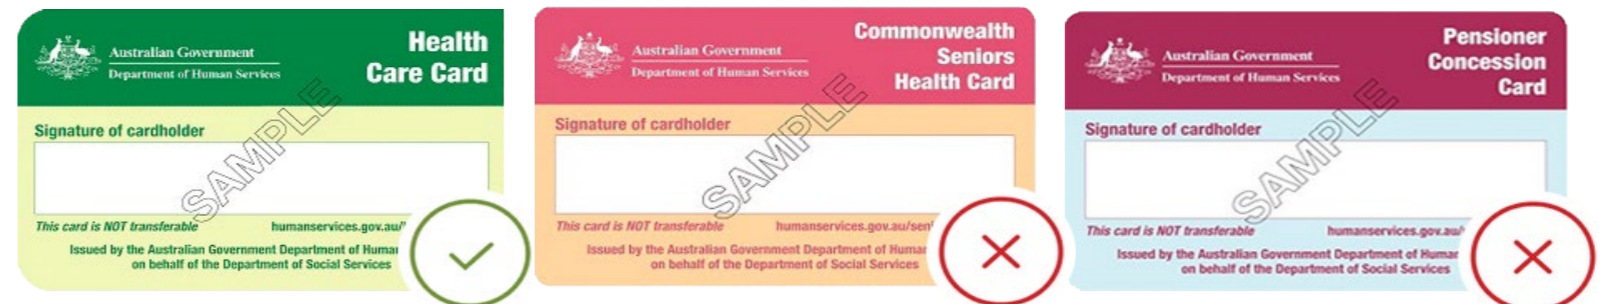 Australian Government
Department of Human Services
Health
Care Card
Signature of cardholder
SAMPLE
This card is NOT transferable humanservices.gov.au/
Issued by the Australian Government Department of Human
on behalf of the Department of Social Services
Australian Government
Department of Human Services
Commonwealth
Seniors
Health Card
Signature of cardholder
SAMPLE
This card is NOT transferable humanservices.gov.au/sen
Issued by the Australian Government Department of Human
on behalf of the Department of Social Services
Australian Government
Department of Human Services
Pensioner
Concession
Card
Signature of cardholder
SAMPLE
This card is NOT transferable humanservices.gov.au/
Issued by the Australian Government Department of Human
on behalf of the Department of Social Services